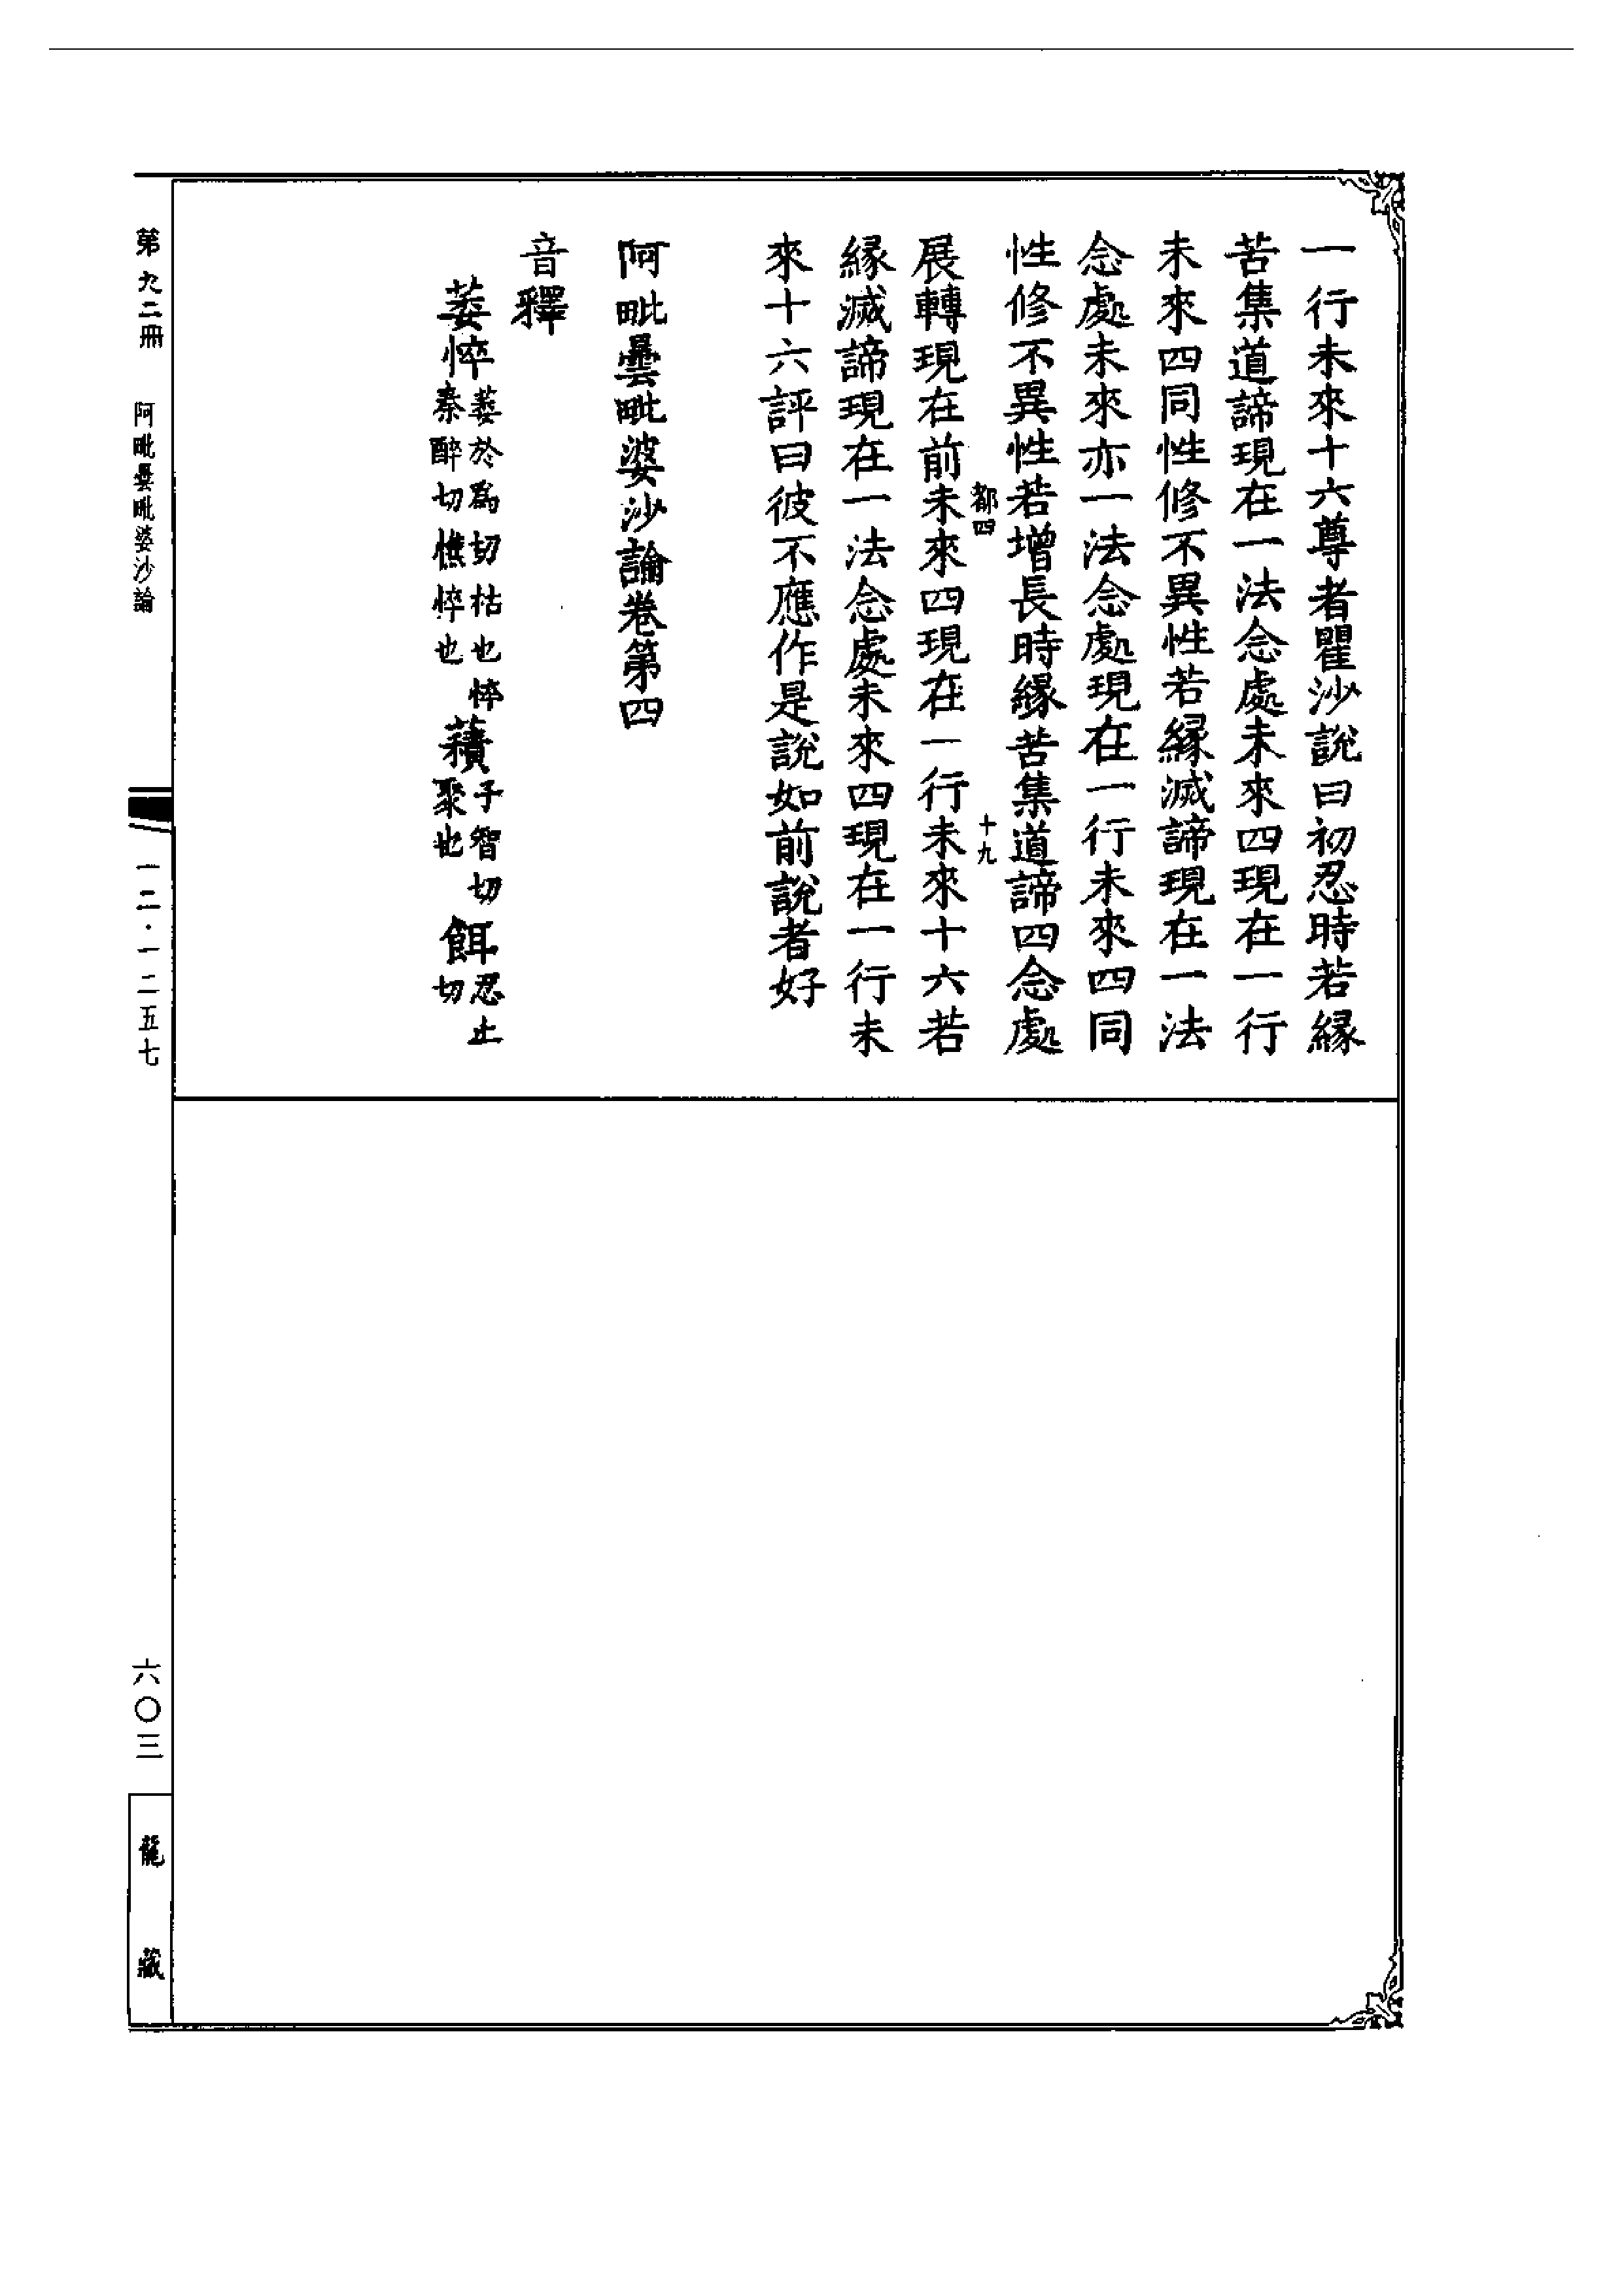 一行未來十六尊者瞿沙說曰初忍時若緣
苦集道諦現在一法念處未來四現在一行
未來四同性修不異性若緣滅諦現在一法
念處未來亦一法念處現在一行未來四同
性修不異性若增長時緣苦集道諦四念處
都四 十九
展轉現在前未來四現在一行未來十六若
緣滅諦現在一法念處未來四現在一行未
來十六評曰彼不應作是說如前說者好
阿毗曇毗婆沙論卷第四
音釋
萎悴萎於為切枯也悴秦醉切憔悴也 積子智切聚也 餌忍止切
第九二冊 阿毗曇毗婆沙論 一二·一二五七 六〇三 龍藏